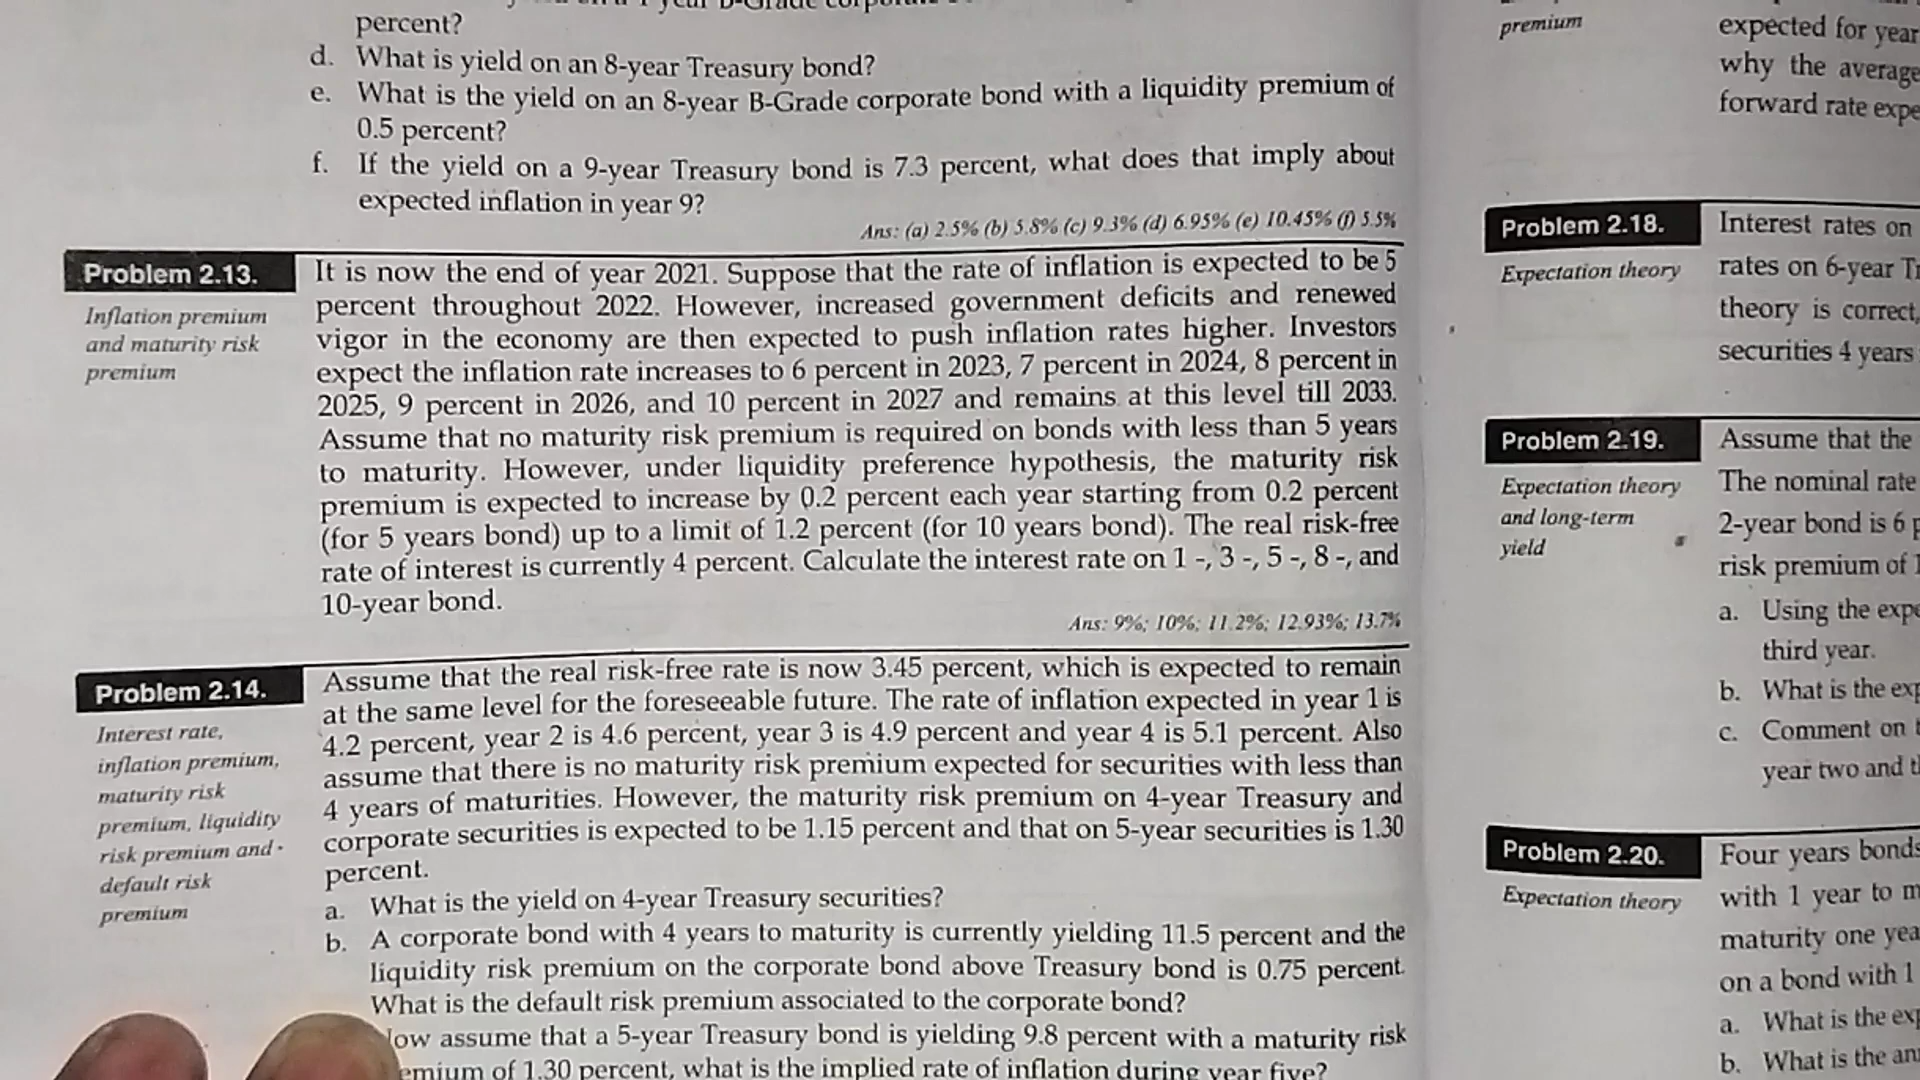 percent?
d. What is yield on an 8-year Treasury bond?
e. What is the yield on an 8-year B-Grade corporate bond with a liquidity premium of
0.5 percent?
f. If the yield on a 9-year Treasury bond is 7.3 percent, what does that imply about
expected inflation in year 9?
Ans: (a) 2.5% (b) 5.8% (c) 9.3% (d) 6.95% (e) 10.45% (f) 5.5%
Problem 2.13.
Inflation premium
and maturity risk
premium
It is now the end of year 2021. Suppose that the rate of inflation is expected to be 5
percent throughout 2022. However, increased government deficits and renewed
vigor in the economy are then expected to push inflation rates higher. Investors
expect the inflation rate increases to 6 percent in 2023, 7 percent in 2024, 8 percent in
2025, 9 percent in 2026, and 10 percent in 2027 and remains at this level till 2033.
Assume that no maturity risk premium is required on bonds with less than 5 years
to maturity. However, under liquidity preference hypothesis, the maturity risk
premium is expected to increase by 0.2 percent each year starting from 0.2 percent
(for 5 years bond) up to a limit of 1.2 percent (for 10 years bond). The real risk-free
rate of interest is currently 4 percent. Calculate the interest rate on 1 -, 3 -, 5 -, 8 -, and
10-year bond.
Ans: 9%; 10%; 11.2%; 12.93%; 13.7%
Problem 2.14.
Interest rate,
inflation premium,
maturity risk
premium, liquidity
risk premium and
default risk
premium
Assume that the real risk-free rate is now 3.45 percent, which is expected to remain
at the same level for the foreseeable future. The rate of inflation expected in year 1 is
4.2 percent, year 2 is 4.6 percent, year 3 is 4.9 percent and year 4 is 5.1 percent. Also
assume that there is no maturity risk premium expected for securities with less than
4 years of maturities. However, the maturity risk premium on 4-year Treasury and
corporate securities is expected to be 1.15 percent and that on 5-year securities is 1.30
percent.
a. What is the yield on 4-year Treasury securities?
b. A corporate bond with 4 years to maturity is currently yielding 11.5 percent and the
liquidity risk premium on the corporate bond above Treasury bond is 0.75 percent.
What is the default risk premium associated to the corporate bond?
assume that a 5-year Treasury bond is yielding 9.8 percent with a maturity risk
of 1.30 percent, what is the implied rate of inflation during year five?
premium
expected for year
why the average
forward rate
Problem 2.18.
Expectation theory
Interest rates on
rates on 6-year
theory is correct,
securities 4 years
Problem 2.19.
Expectation theory
and long-term
yield
Assume that the
The nominal rate
2-year bond is 6
risk premium of
a. Using the
third year.
b. What is the
c. Comment on
year two and
Problem 2.20.
Expectation theory
Four years bonds
with 1 year to
maturity one
on a bond with 1
a. What is the
b. What is the